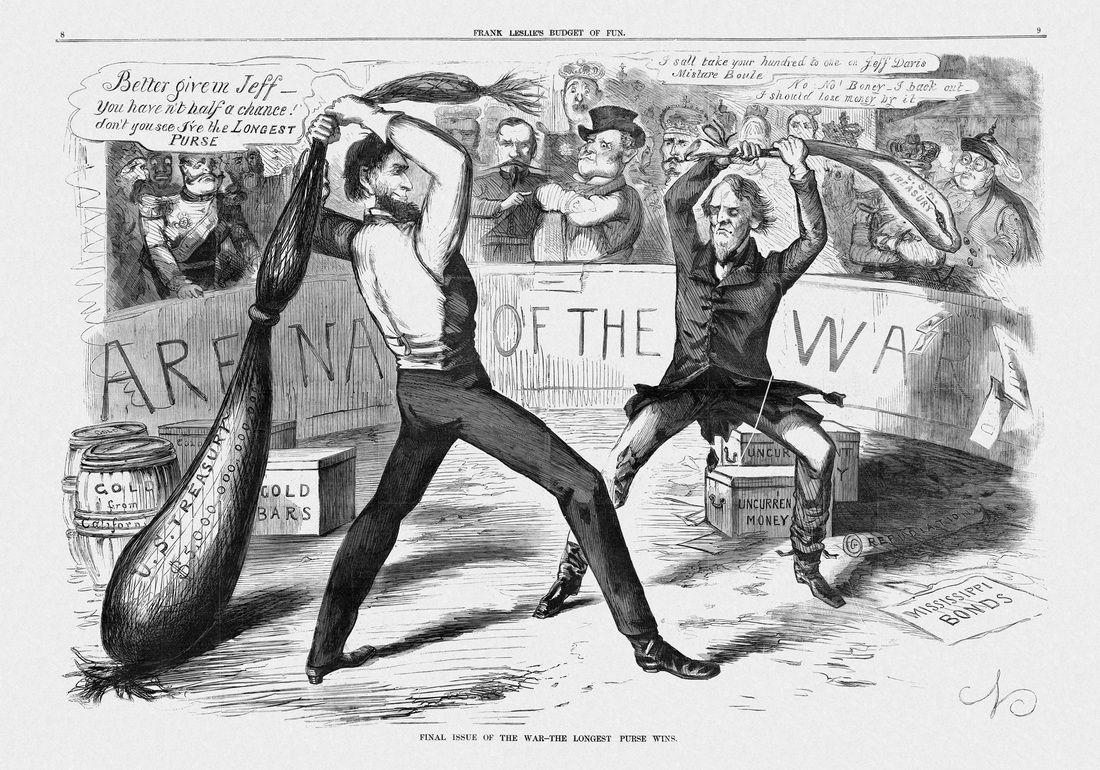 8
FRANK LESLIE'S BUDGET OF FUN.
9
Better give in Jeff—
You haven't half a chance!
don't you see I've the LONGEST
PURSE
I sall take your hundred to one on Jeff Davis
Mistare Boule
No. No! Boney—I back out—
I should lose money by it
TREASURY
ARENA OF THE WAR
GOLD
from
California
U.S. TREASURY
GOLD
BARS
UNCURRENT
MONEY
REPUDIATION
MISSISSIPPI
BONDS
FINAL ISSUE OF THE WAR—THE LONGEST PURSE WINS.